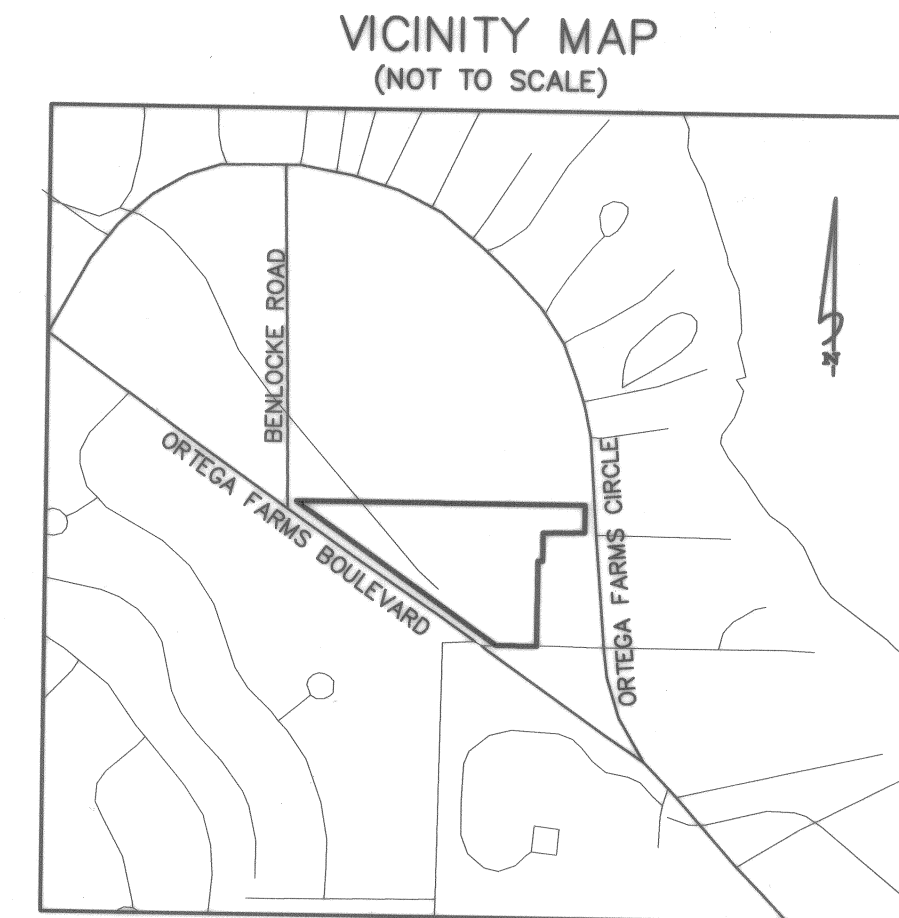 VICINITY MAP
(NOT TO SCALE)
BENLOCKE ROAD
ORTEGA FARMS BOULEVARD
ORTEGA FARMS CIRCLE
N